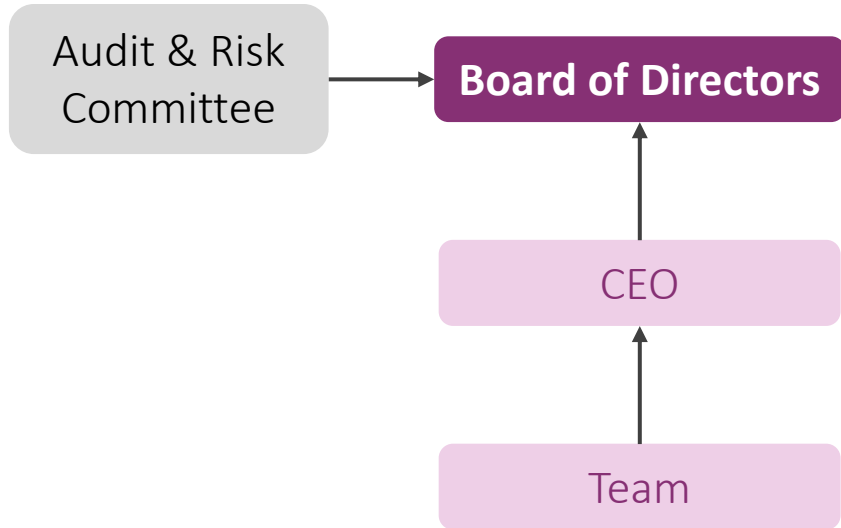 Audit & Risk
Committee
Board of Directors
CEO
Team